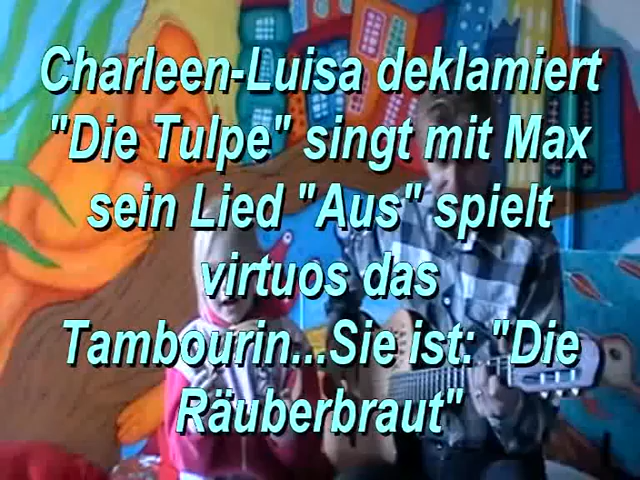 Charleen-Luisa deklamiert
"Die Tulpe" singt mit Max
sein Lied "Aus" spielt
virtuos das
Tambourin...Sie ist: "Die
Räuberbraut"